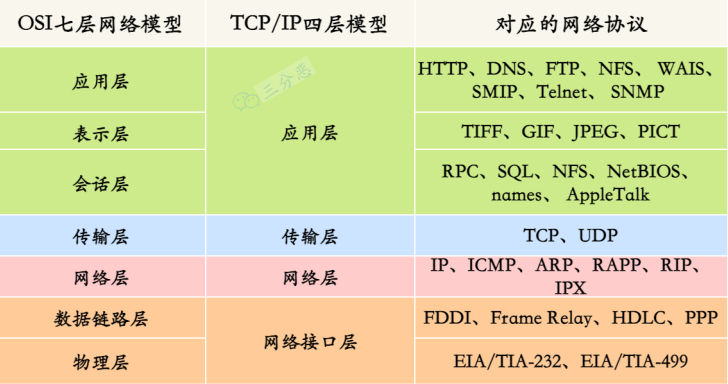 OSI七层网络模型 TCP/IP四层模型 对应的网络协议
应用层 HTTP、DNS、FTP、NFS、 WAIS、
SMIP、Telnet、 SNMP
三分恶
表示层 应用层 TIFF、GIF、JPEG、PICT
会话层 RPC、SQL、NFS、NetBIOS、
names、 AppleTalk
传输层 传输层 TCP、UDP
网络层 网络层 IP、ICMP、ARP、RAPP、RIP、
IPX
数据链路层 FDDI、Frame Relay、HDLC、PPP
网络接口层
物理层 EIA/TIA-232、EIA/TIA-499